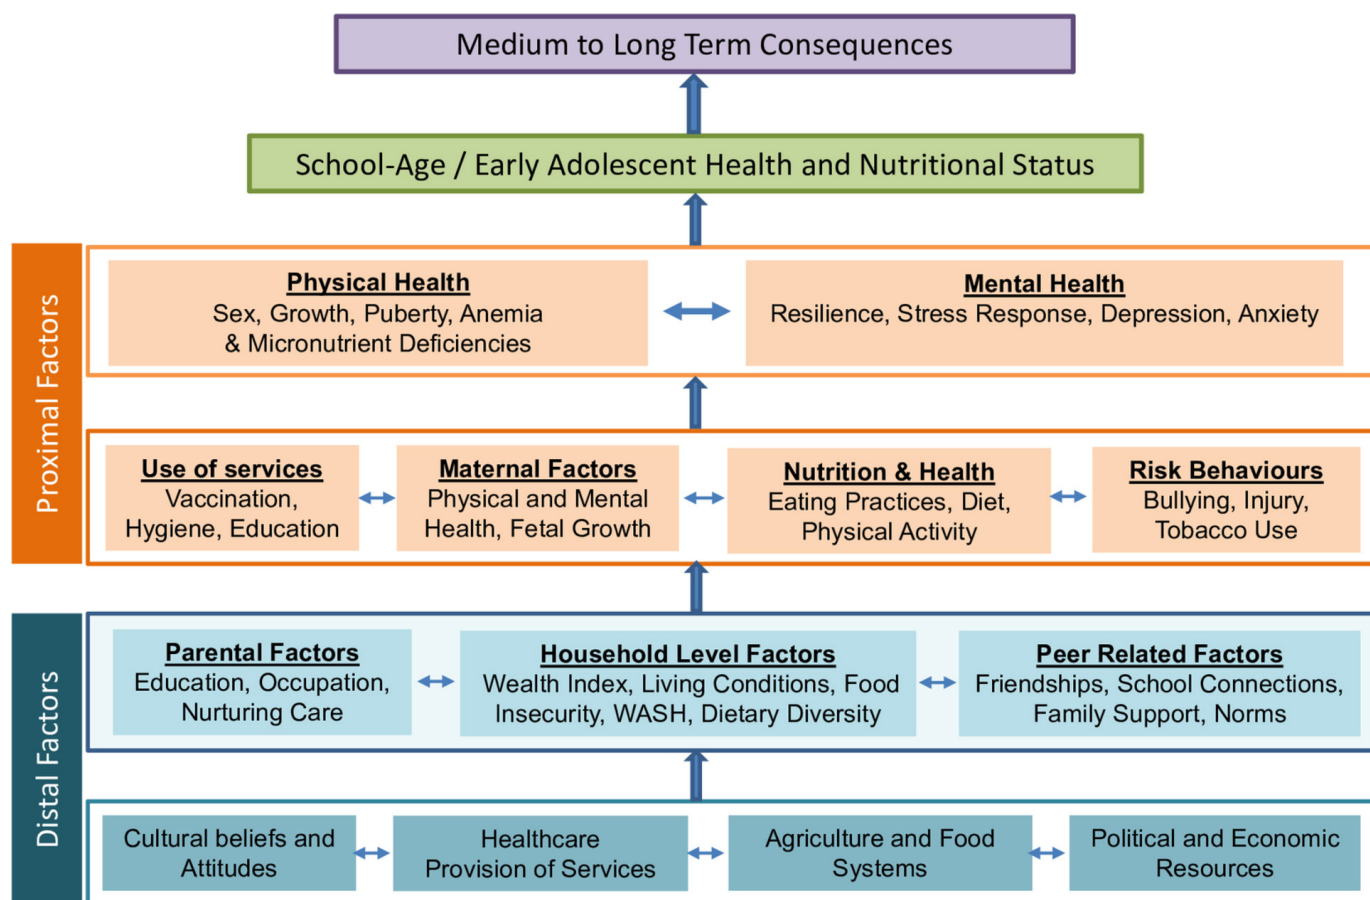 Medium to Long Term Consequences
School-Age / Early Adolescent Health and Nutritional Status
Proximal Factors
Physical Health
Sex, Growth, Puberty, Anemia
& Micronutrient Deficiencies
Mental Health
Resilience, Stress Response, Depression, Anxiety
Use of services
Vaccination,
Hygiene, Education
Maternal Factors
Physical and Mental
Health, Fetal Growth
Nutrition & Health
Eating Practices, Diet,
Physical Activity
Risk Behaviours
Bullying, Injury,
Tobacco Use
Distal Factors
Parental Factors
Education, Occupation,
Nurturing Care
Household Level Factors
Wealth Index, Living Conditions, Food
Insecurity, WASH, Dietary Diversity
Peer Related Factors
Friendships, School Connections,
Family Support, Norms
Cultural beliefs and
Attitudes
Healthcare
Provision of Services
Agriculture and Food
Systems
Political and Economic
Resources